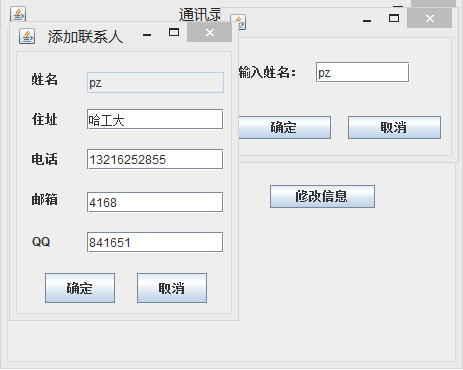 通讯录
添加联系人
姓名
pz
住址
哈工大
电话
13216252855
邮箱
4168
QQ
841651
确定
取消
输入姓名：
pz
确定
取消
修改信息